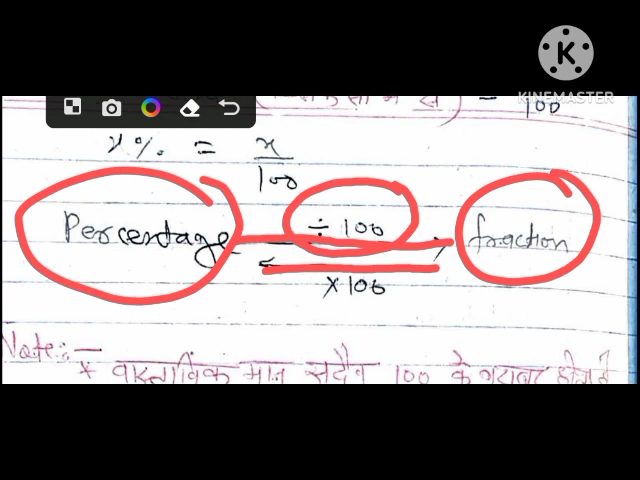 KINEMASTER
= 100
x% = x/100
Percentage ÷ 100 fraction
× 100
Note:-
* वास्तविक मान सदैव 100 के बराबर होता है